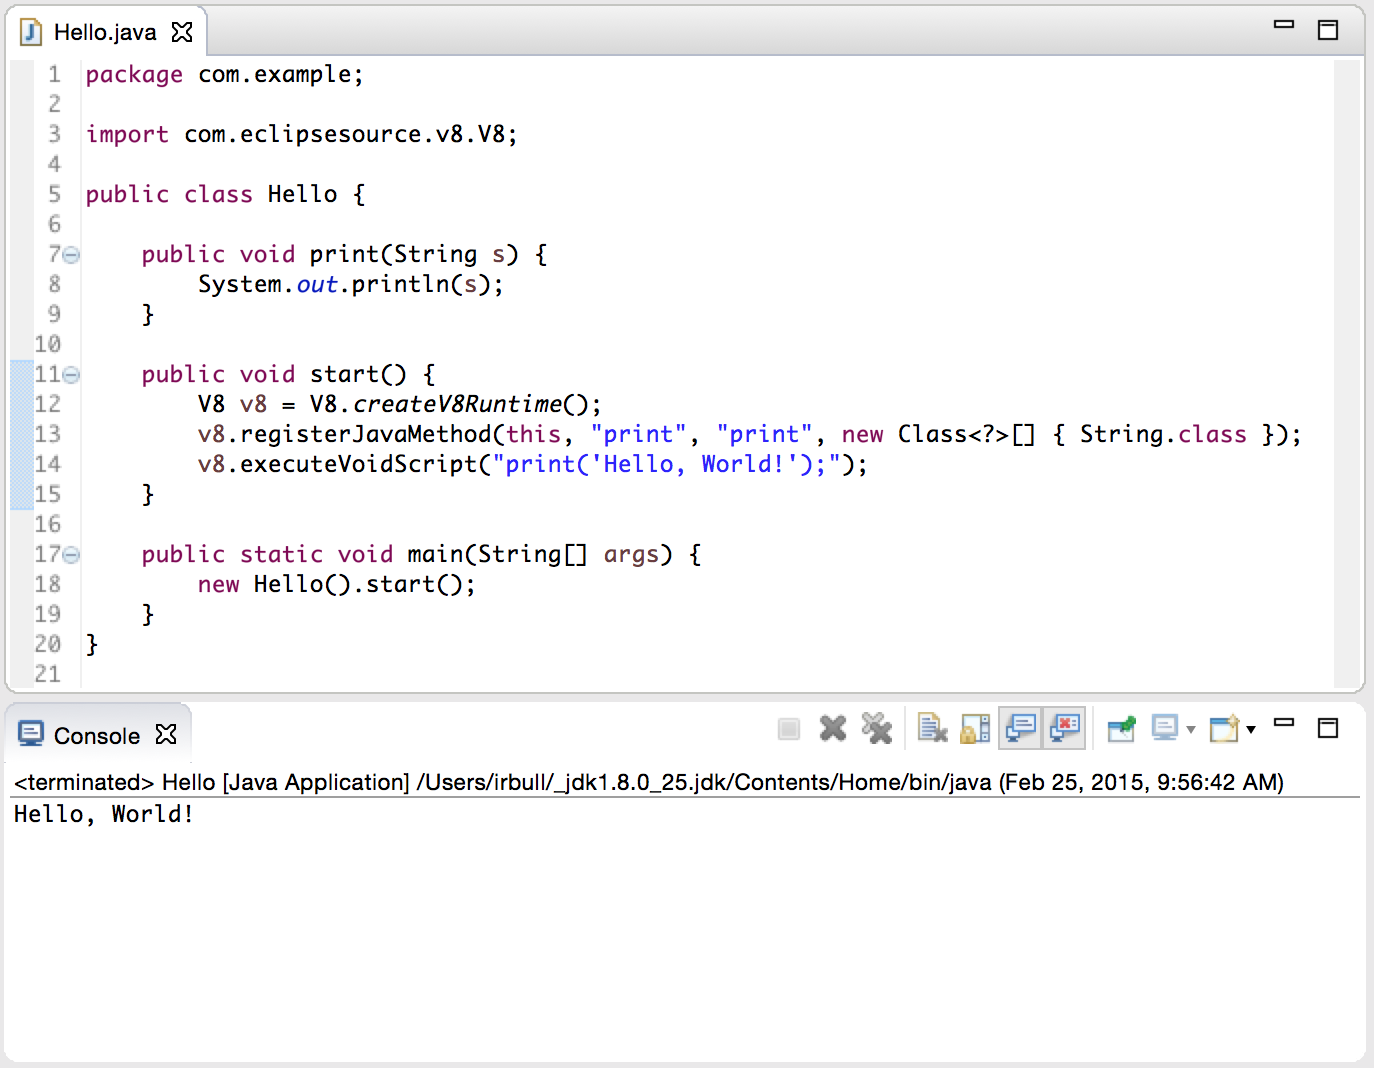 Hello.java
1 package com.example;
2
3 import com.eclipsesource.v8.V8;
4
5 public class Hello {
6
7     public void print(String s) {
8         System.out.println(s);
9     }
10
11     public void start() {
12         V8 v8 = V8.createV8Runtime();
13         v8.registerJavaMethod(this, "print", "print", new Class<?>[] { String.class });
14         v8.executeVoidScript("print('Hello, World!');");
15     }
16
17     public static void main(String[] args) {
18         new Hello().start();
19     }
20 }
21
Console
<terminated> Hello [Java Application] /Users/irbull/_jdk1.8.0_25.jdk/Contents/Home/bin/java (Feb 25, 2015, 9:56:42 AM)
Hello, World!